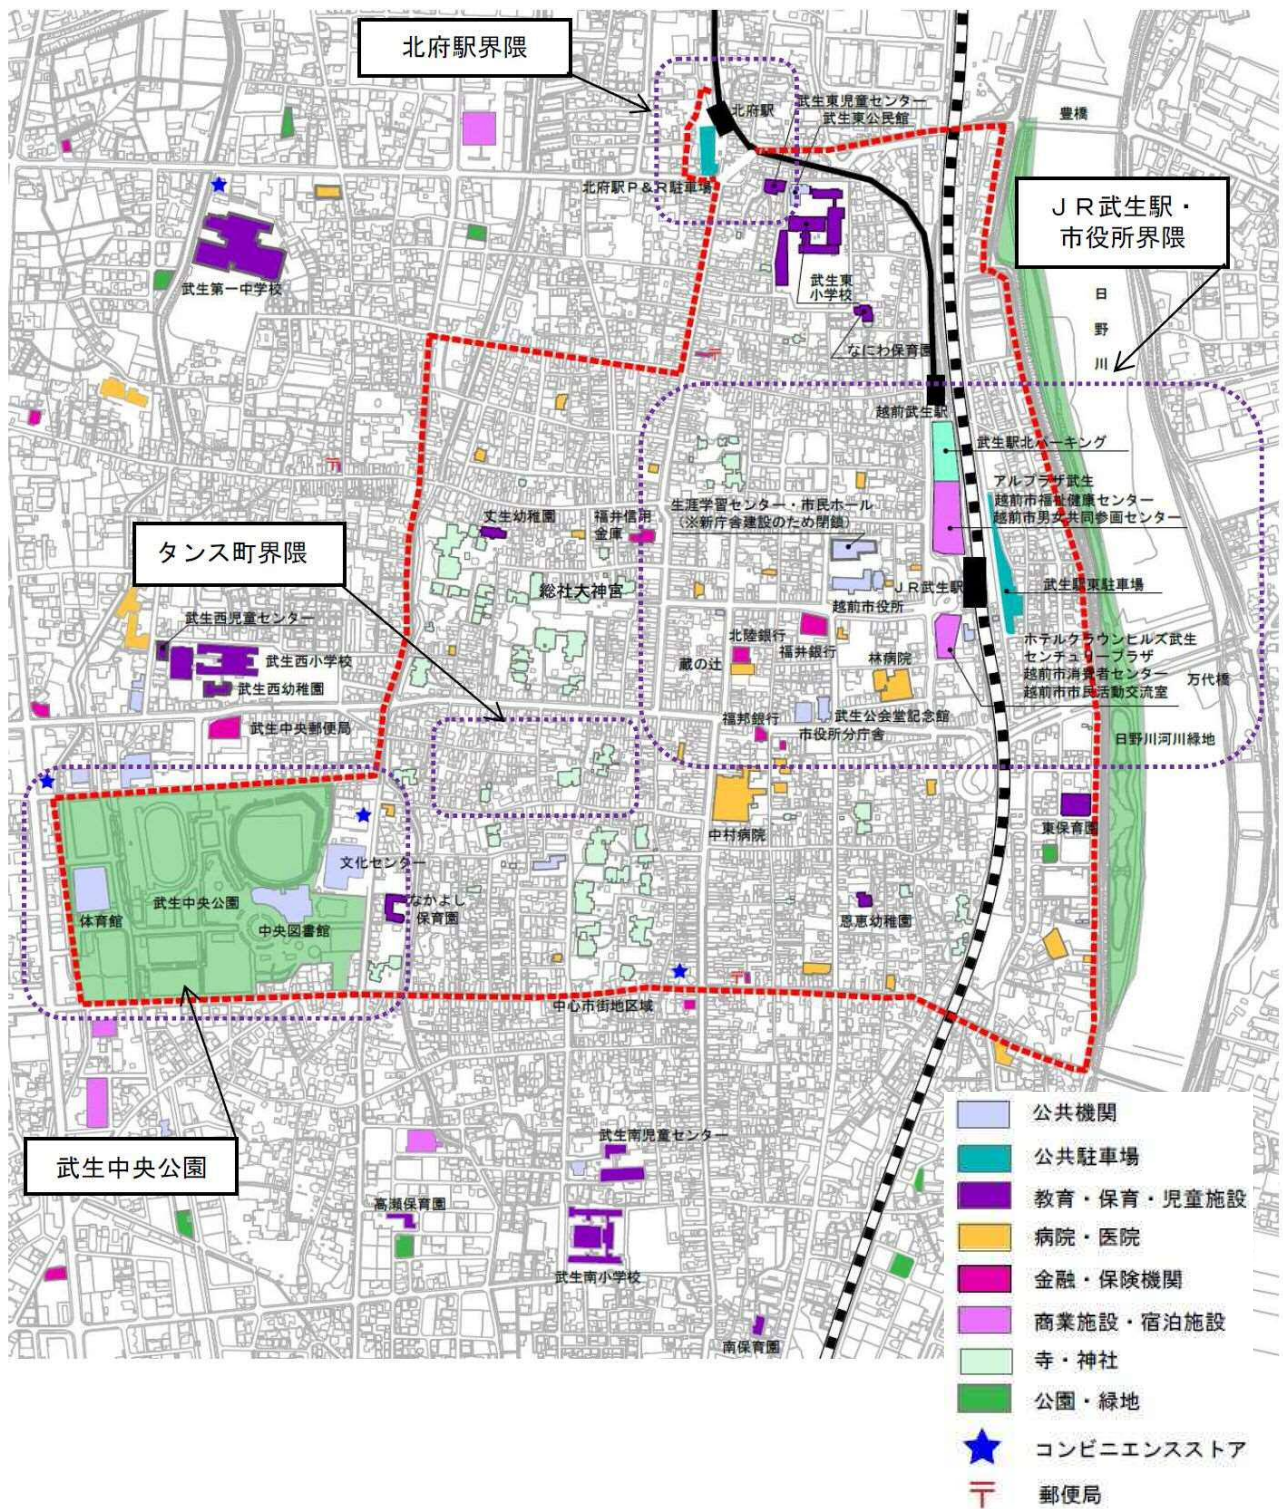 北府駅界隈
北府駅
武生東児童センター
武生東公民館
豊橋
北府駅P＆R駐車場
JR武生駅・
市役所界隈
武生第一中学校
武生東
小学校
日野川
なにわ保育園
越前武生駅
武生駅北パーキング
アルプラザ武生
越前市福祉健康センター
越前市男女共同参画センター
生涯学習センター・市民ホール
（※新庁舎建設のため閉鎖）
丈生幼稚園
福井信用
金庫
タンス町界隈
総社大神宮
JR武生駅
武生駅東駐車場
越前市役所
武生西児童センター
北陸銀行
福井銀行
ホテルクラウンヒルズ武生
センチュリープラザ
越前市消費者センター
越前市市民活動交流室
武生西小学校
蔵の辻
林病院
万代橋
武生西幼稚園
福邦銀行
武生公会堂記念館
市役所分庁舎
武生中央郵便局
日野川河川緑地
東保育園
中村病院
文化センター
武生中央公園
なかよし
保育園
体育館
中央図書館
恩恵幼稚園
中心市街地区域
武生中央公園
武生南児童センター
高瀬保育園
武生南小学校
南保育園
公共機関
公共駐車場
教育・保育・児童施設
病院・医院
金融・保険機関
商業施設・宿泊施設
寺・神社
公園・緑地
コンビニエンスストア
郵便局